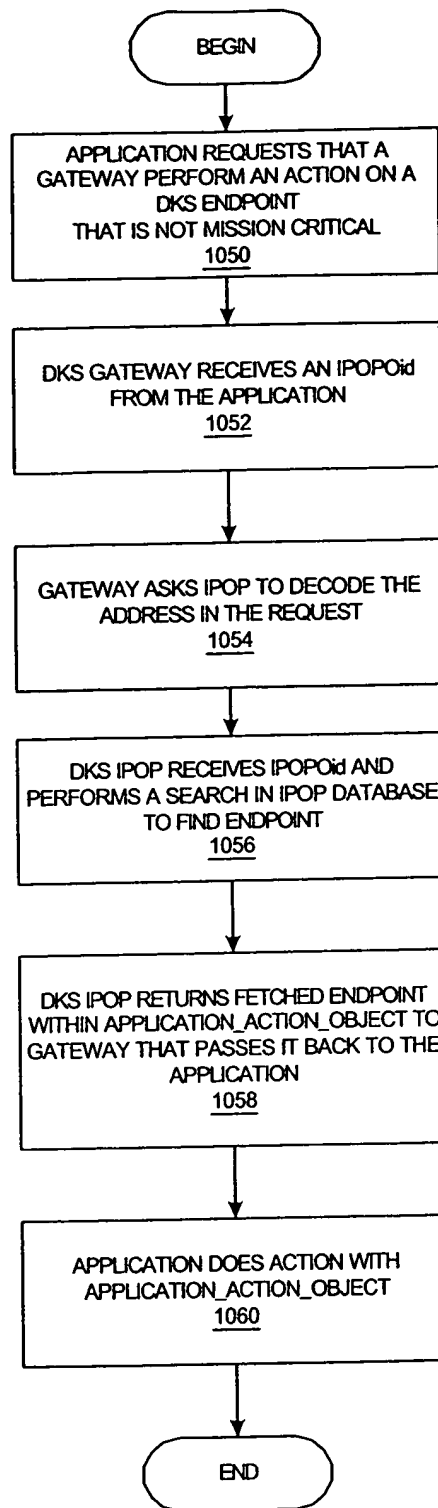 BEGIN
APPLICATION REQUESTS THAT A
GATEWAY PERFORM AN ACTION ON A
DKS ENDPOINT
THAT IS NOT MISSION CRITICAL
1050
DKS GATEWAY RECEIVES AN IPOPOid
FROM THE APPLICATION
1052
GATEWAY ASKS IPOP TO DECODE THE
ADDRESS IN THE REQUEST
1054
DKS IPOP RECEIVES IPOPOid AND
PERFORMS A SEARCH IN IPOP DATABASE
TO FIND ENDPOINT
1056
DKS IPOP RETURNS FETCHED ENDPOINT
WITHIN APPLICATION_ACTION_OBJECT TO
GATEWAY THAT PASSES IT BACK TO THE
APPLICATION
1058
APPLICATION DOES ACTION WITH
APPLICATION_ACTION_OBJECT
1060
END